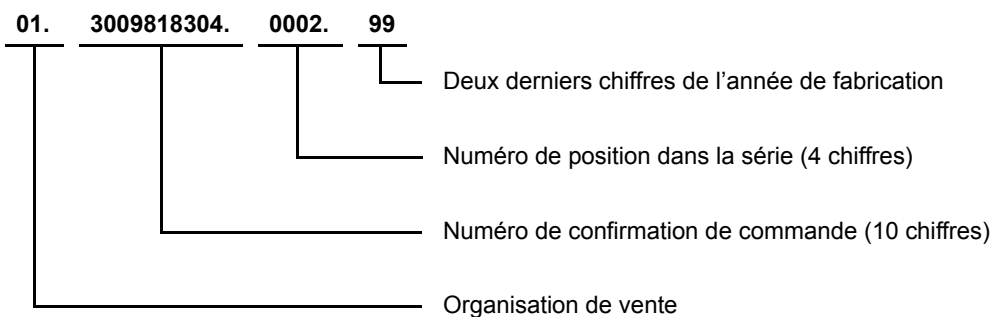 01. 3009818304. 0002. 99
Deux derniers chiffres de l’année de fabrication
Numéro de position dans la série (4 chiffres)
Numéro de confirmation de commande (10 chiffres)
Organisation de vente